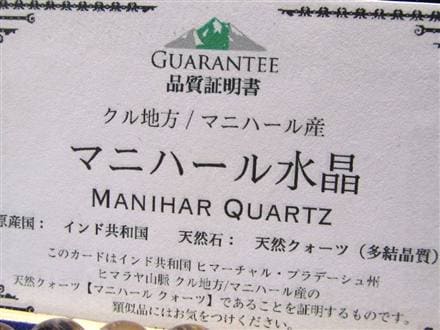 GUARANTEE
品質証明書
クル地方 / マニハール産
マニハール水晶
MANIHAR QUARTZ
原産国： インド共和国 天然石： 天然クォーツ（多結晶質）
このカードはインド共和国 ヒマーチャル・プラデーシュ州
ヒマラヤ山脈 クル地方/マニハール産の
天然クォーツ【マニハール クォーツ】であることを証明するものです。
類似品にはお気をつけください。